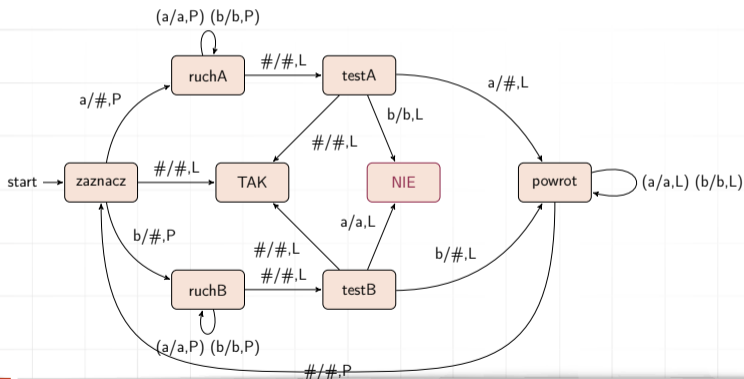 (a/a,P) (b/b,P)
ruchA
#/#,L
testA
a/#,L
a/#,P
b/b,L
#/#,L
start
zaznacz
#/#,L
TAK
NIE
powrot
(a/a,L) (b/b,L)
b/#,P
a/a,L
#/#,L
b/#,L
ruchB
#/#,L
testB
(a/a,P) (b/b,P)
#/#,P